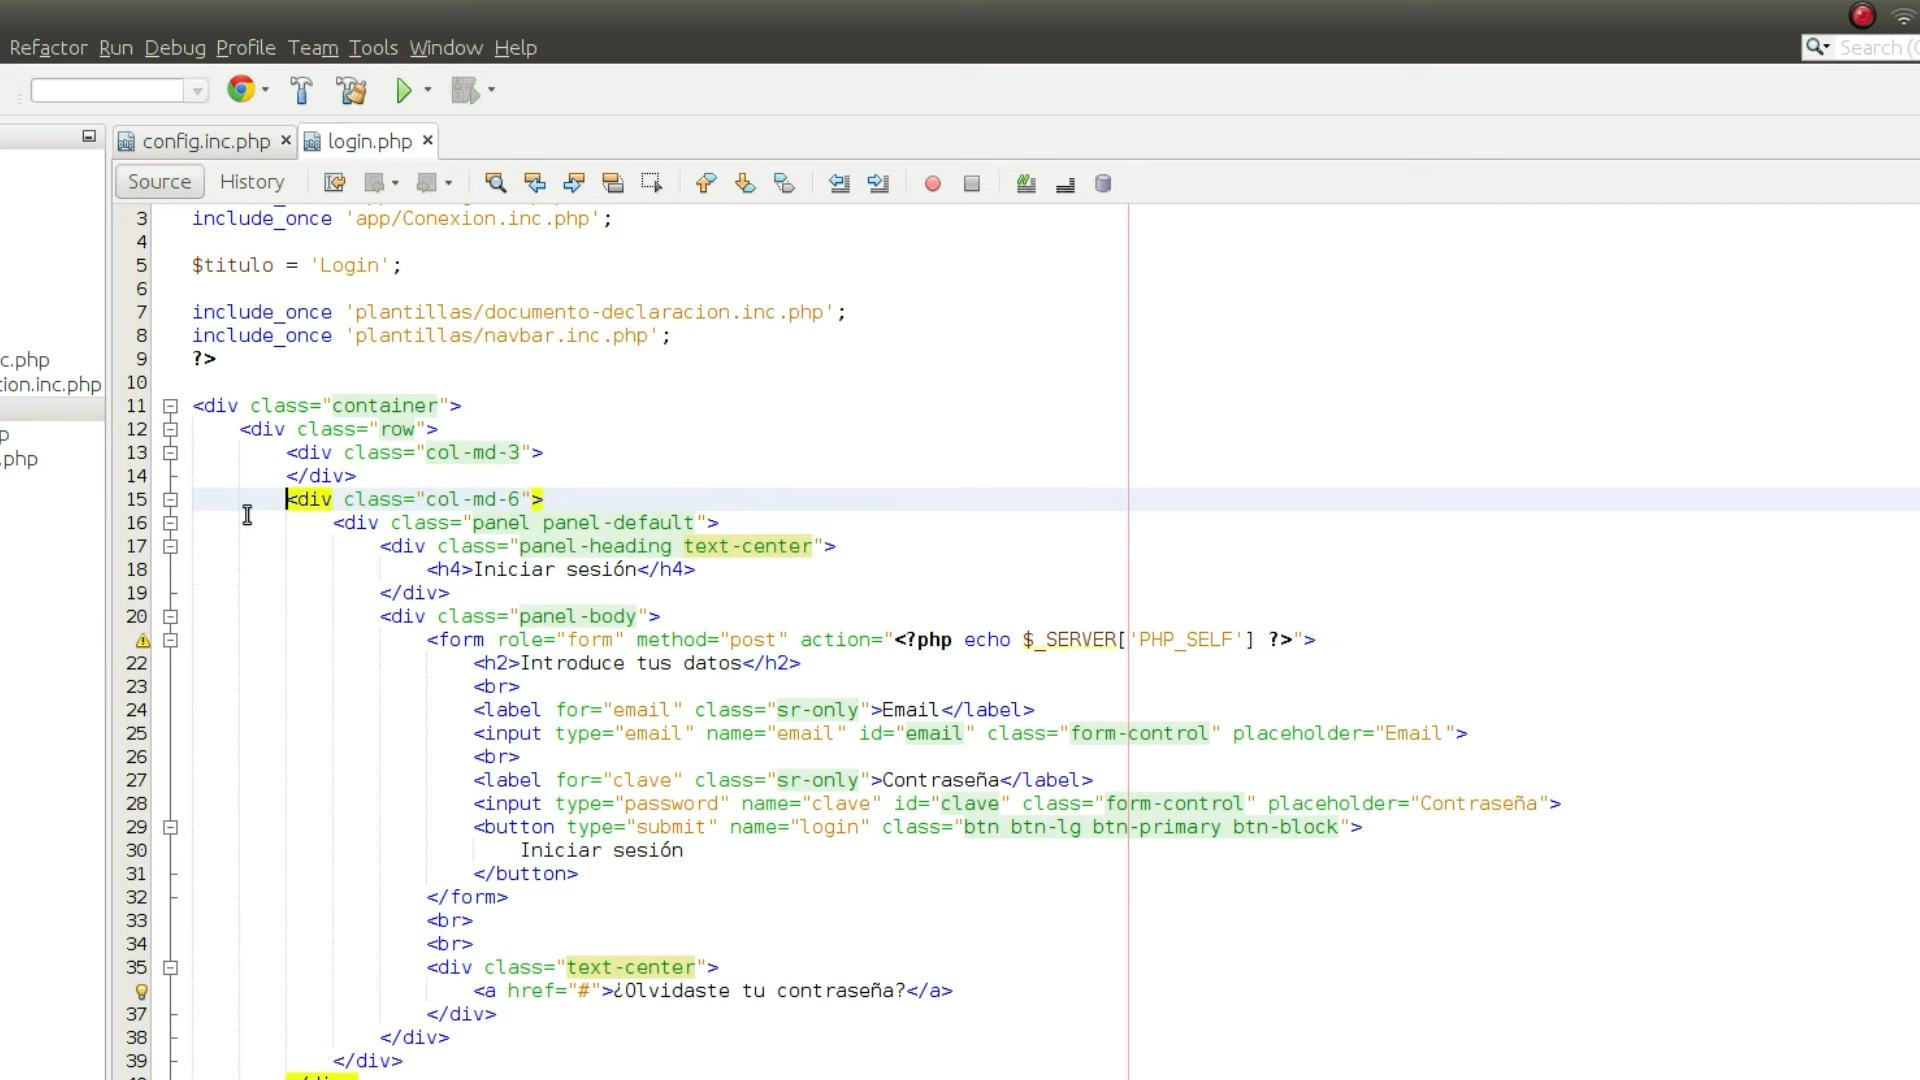 Refactor Run Debug Profile Team Tools Window Help
Search (
config.inc.php login.php
Source History
3 include_once 'app/Conexion.inc.php';
4
5 $titulo = 'Login';
6
7 include_once 'plantillas/documento-declaracion.inc.php';
8 include_once 'plantillas/navbar.inc.php';
9 ?>
c.php
10
ion.inc.php
11 <div class="container">
12 <div class="row">
.php
13 <div class="col-md-3">
14 </div>
15 <div class="col-md-6">
16 <div class="panel panel-default">
17 <div class="panel-heading text-center">
18 <h4>Iniciar sesión</h4>
19 </div>
20 <div class="panel-body">
<form role="form" method="post" action="<?php echo $_SERVER['PHP_SELF'] ?>">
22 <h2>Introduce tus datos</h2>
23 <br>
24 <label for="email" class="sr-only">Email</label>
25 <input type="email" name="email" id="email" class="form-control" placeholder="Email">
26 <br>
27 <label for="clave" class="sr-only">Contraseña</label>
28 <input type="password" name="clave" id="clave" class="form-control" placeholder="Contraseña">
29 <button type="submit" name="login" class="btn btn-lg btn-primary btn-block">
30 Iniciar sesión
31 </button>
32 </form>
33 <br>
34 <br>
35 <div class="text-center">
<a href="#">¿Olvidaste tu contraseña?</a>
37 </div>
38 </div>
39 </div>